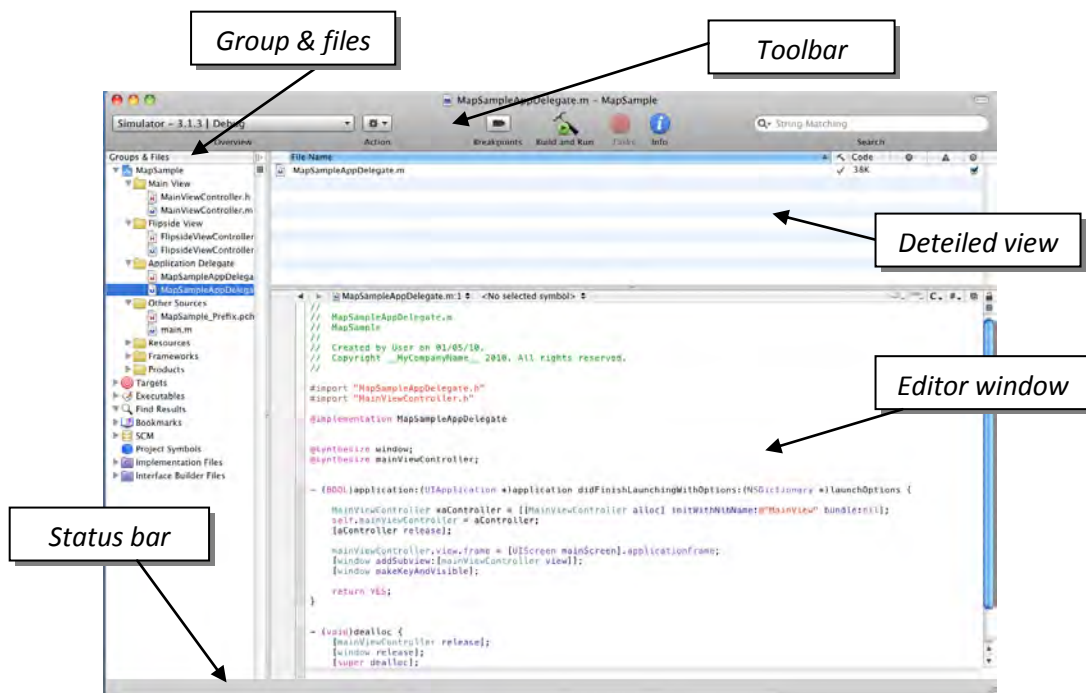 Group & files
Toolbar
MapSampleAppDelegate.m - MapSample
Simulator - 3.1.3 | Debug
String Matching
Overview
Action
Breakpoints
Build and Run
Tasks
Info
Search
Groups & Files
File Name
Code
MapSample
MapSampleAppDelegate.m
38K
Main View
MainViewController.h
MainViewController.m
Flipside View
FlipsideViewController
FlipsideViewController
Application Delegate
MapSampleAppDelega
MapSampleAppDelega
Other Sources
MapSample_Prefix.pch
main.m
Resources
Frameworks
Products
Targets
Executables
Find Results
Bookmarks
SCM
Project Symbols
Implementation Files
Interface Builder Files
Deteiled view
MapSampleAppDelegate.m:1 <No selected symbol> C, #,
//
// MapSampleAppDelegate.m
// MapSample
//
// Created by User on 01/05/10.
// Copyright __MyCompanyName__ 2010. All rights reserved.
//
#import "MapSampleAppDelegate.h"
#import "MainViewController.h"
@implementation MapSampleAppDelegate
@synthesize window;
@synthesize mainViewController;
- (BOOL)application:(UIApplication *)application didFinishLaunchingWithOptions:(NSDictionary *)launchOptions {
MainViewController *aController = [[MainViewController alloc] initWithNibName:@"MainView" bundle:nil];
self.mainViewController = aController;
[aController release];
mainViewController.view.frame = [UIScreen mainScreen].applicationFrame;
[window addSubview:[mainViewController view]];
[window makeKeyAndVisible];
return YES;
}
- (void)dealloc {
[mainViewController release];
[window release];
[super dealloc];
Editor window
Status bar